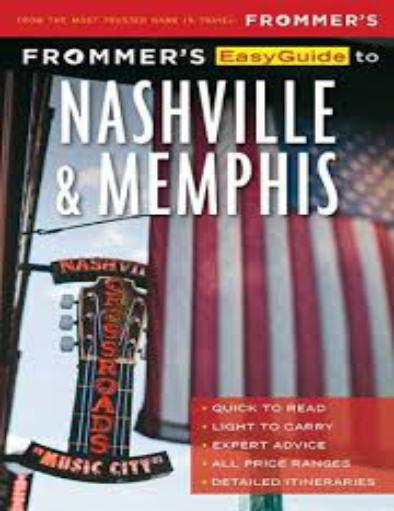 FROM THE MOST TRUSTED NAME IN TRAVEL: FROMMER'S
FROMMER'S EasyGuide to
NASHVILLE
& MEMPHIS
NASHVI
CROSSROADS
"MUSIC CITY"
• QUICK TO READ
• LIGHT TO CARRY
• EXPERT ADVICE
• ALL PRICE RANGES
• DETAILED ITINERARIES